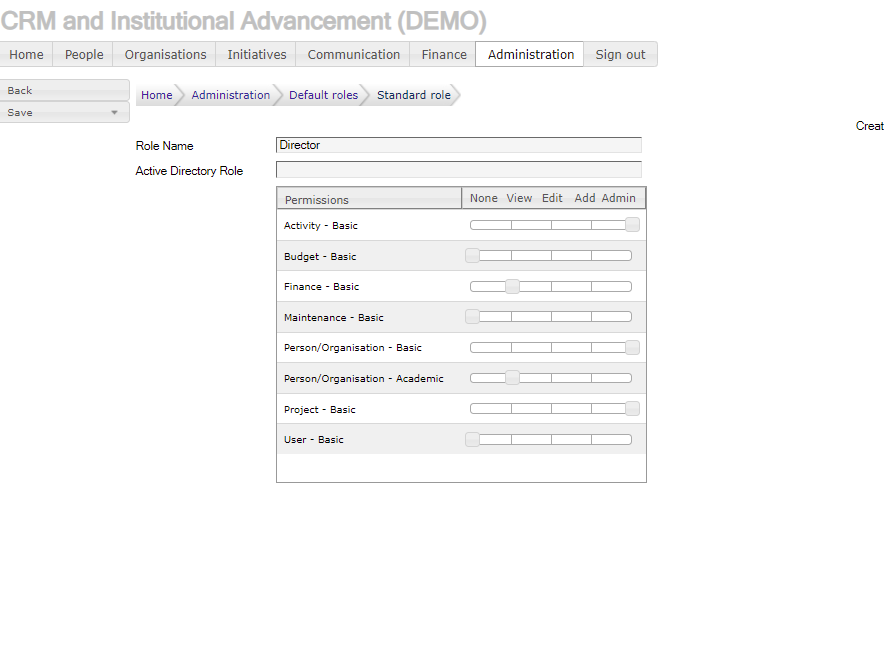 CRM and Institutional Advancement (DEMO)
Home People Organisations Initiatives Communication Finance Administration Sign out
Back
Save
Home Administration Default roles Standard role
Creat
Role Name Director
Active Directory Role
Permissions None View Edit Add Admin
Activity - Basic
Budget - Basic
Finance - Basic
Maintenance - Basic
Person/Organisation - Basic
Person/Organisation - Academic
Project - Basic
User - Basic